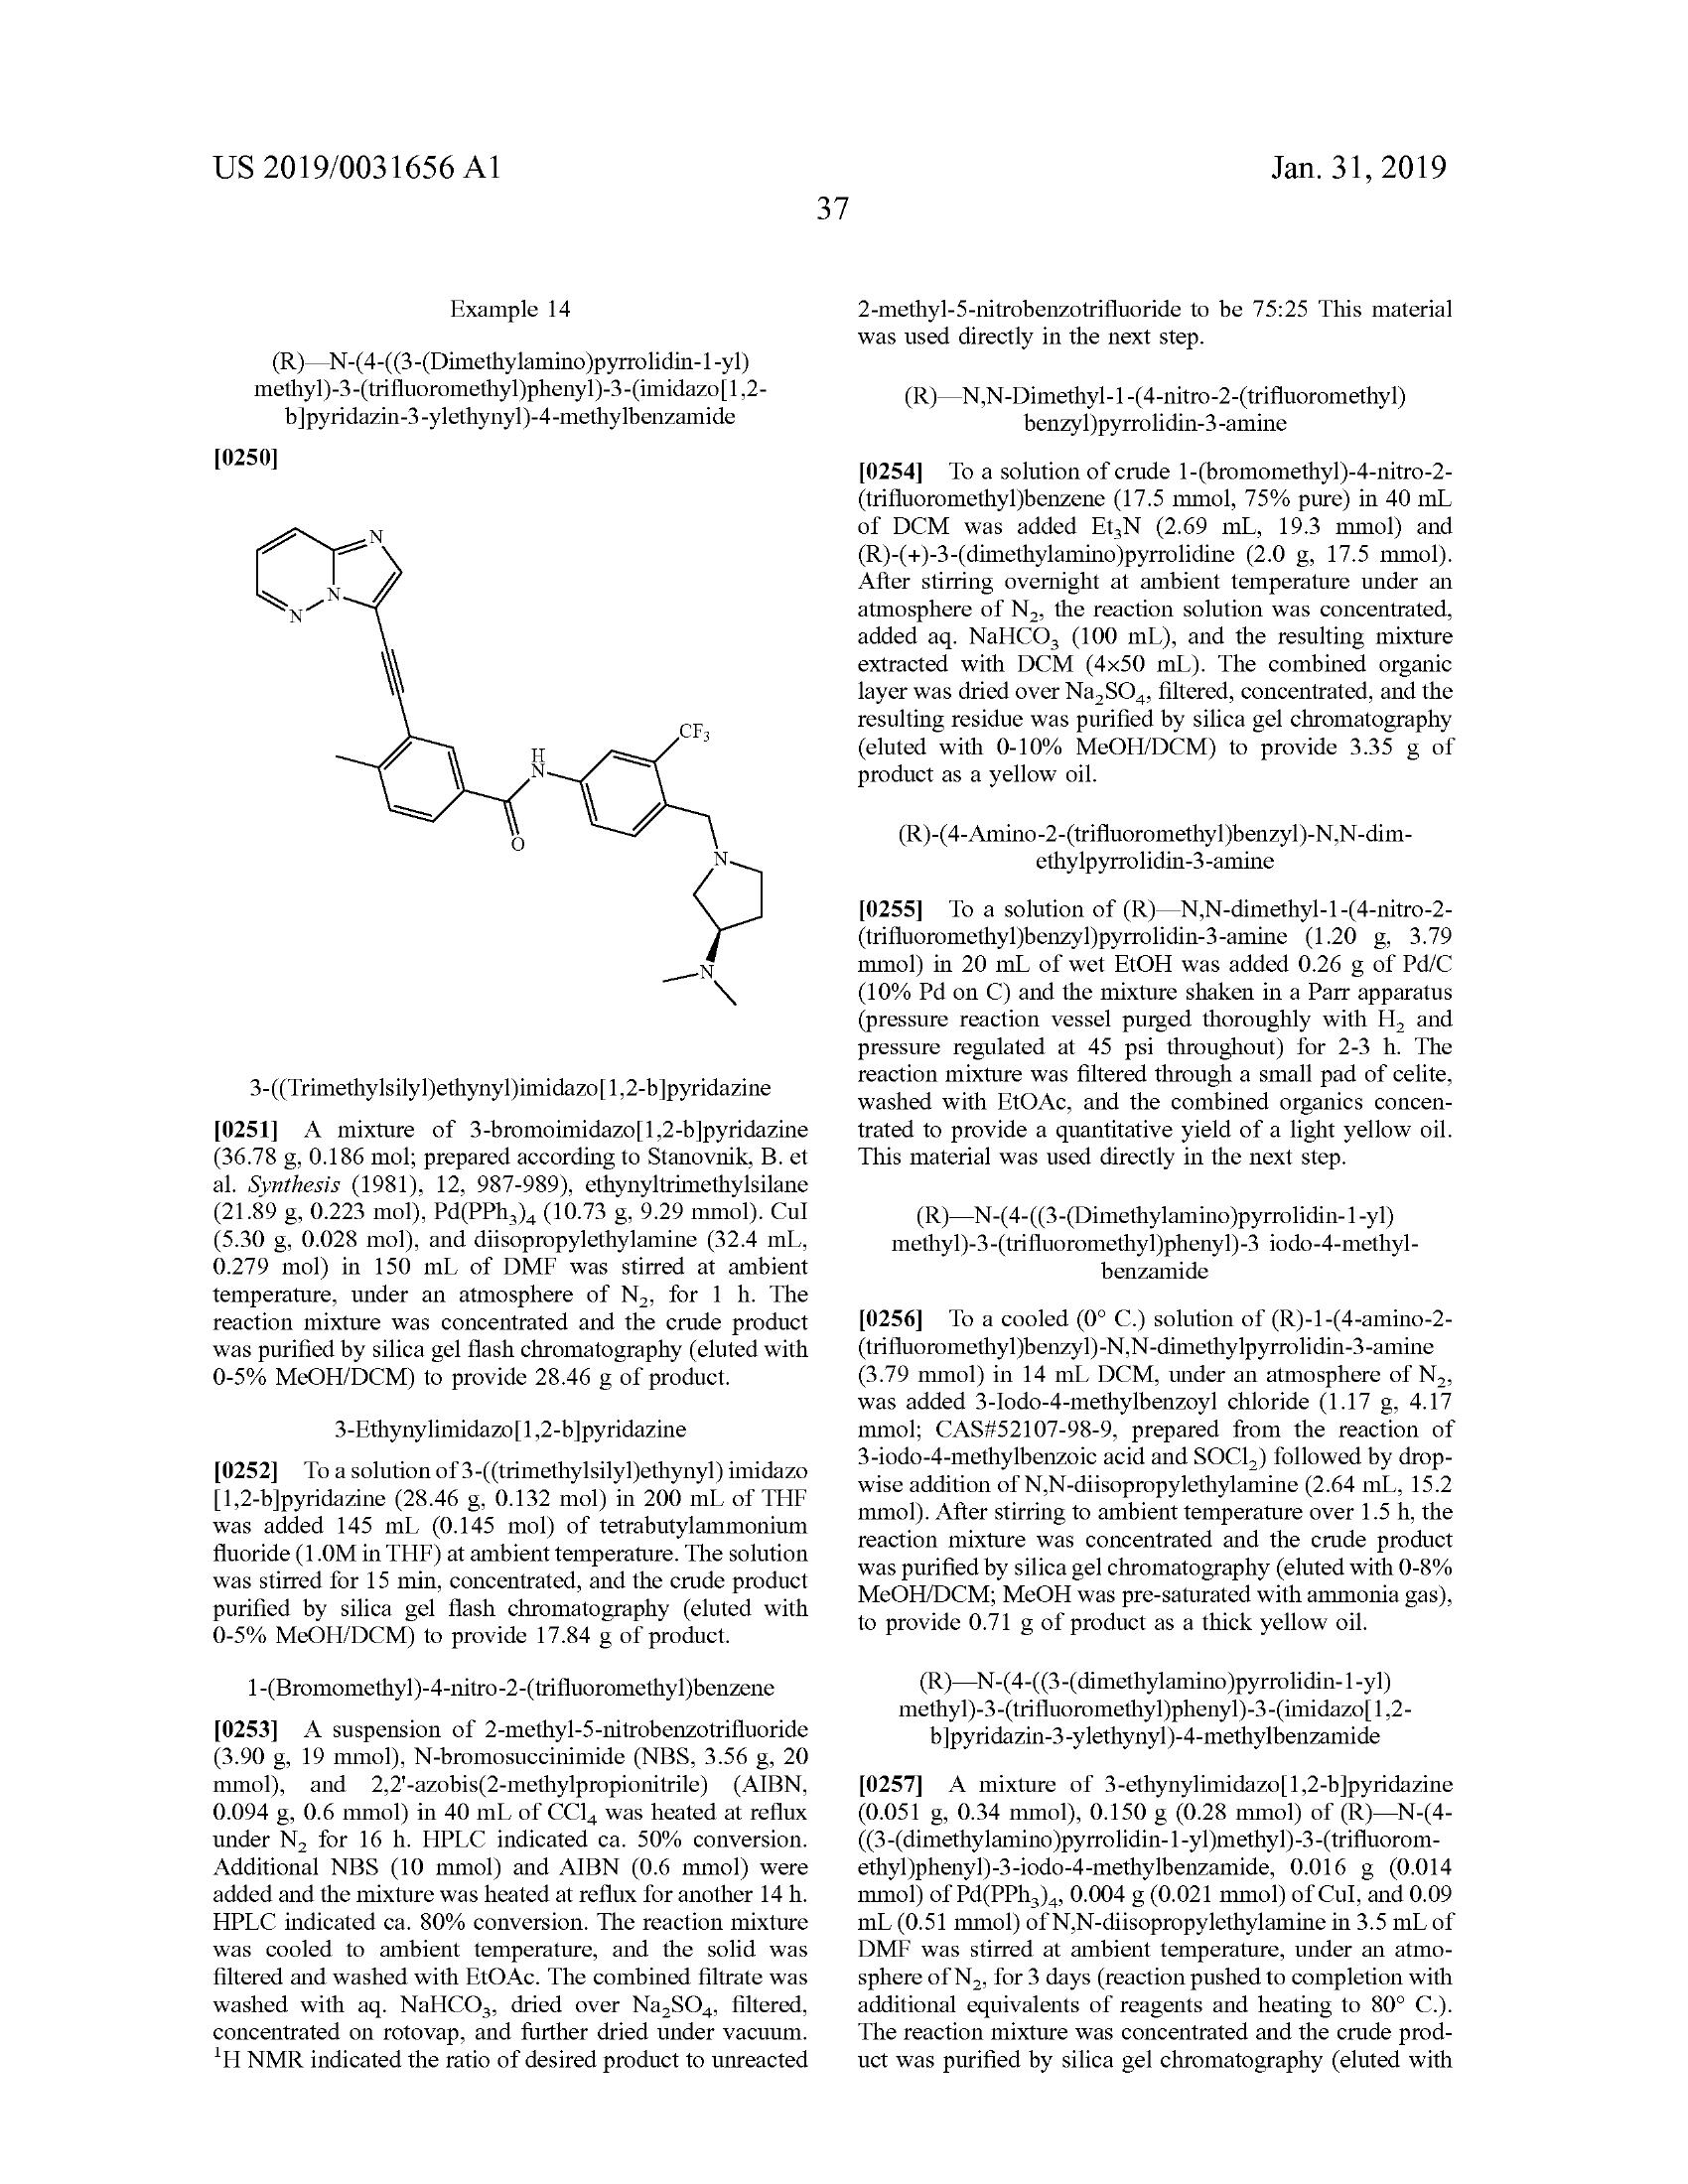 US 2019/0031656 A1
Jan. 31, 2019
37
Example 14
(R)—N-(4-((3-(Dimethylamino)pyrrolidin-1-yl)
methyl)-3-(trifluoromethyl)phenyl)-3-(imidazo[1,2-
b]pyridazin-3-ylethynyl)-4-methylbenzamide
[0250]
N
N
N
CF₃
H
N
O
N
N
3-((Trimethylsilyl)ethynyl)imidazo[1,2-b]pyridazine
[0251] A mixture of 3-bromoimidazo[1,2-b]pyridazine
(36.78 g, 0.186 mol; prepared according to Stanovnik, B. et
al. Synthesis (1981), 12, 987-989), ethynyltrimethylsilane
(21.89 g, 0.223 mol), Pd(PPh₃)₄ (10.73 g, 9.29 mmol). CuI
(5.30 g, 0.028 mol), and diisopropylethylamine (32.4 mL,
0.279 mol) in 150 mL of DMF was stirred at ambient
temperature, under an atmosphere of N₂, for 1 h. The
reaction mixture was concentrated and the crude product
was purified by silica gel flash chromatography (eluted with
0-5% MeOH/DCM) to provide 28.46 g of product.
3-Ethynylimidazo[1,2-b]pyridazine
[0252] To a solution of 3-((trimethylsilyl)ethynyl) imidazo
[1,2-b]pyridazine (28.46 g, 0.132 mol) in 200 mL of THF
was added 145 mL (0.145 mol) of tetrabutylammonium
fluoride (1.0M in THF) at ambient temperature. The solution
was stirred for 15 min, concentrated, and the crude product
purified by silica gel flash chromatography (eluted with
0-5% MeOH/DCM) to provide 17.84 g of product.
1-(Bromomethyl)-4-nitro-2-(trifluoromethyl)benzene
[0253] A suspension of 2-methyl-5-nitrobenzotrifluoride
(3.90 g, 19 mmol), N-bromosuccinimide (NBS, 3.56 g, 20
mmol), and 2,2'-azobis(2-methylpropionitrile) (AIBN,
0.094 g, 0.6 mmol) in 40 mL of CCl₄ was heated at reflux
under N₂ for 16 h. HPLC indicated ca. 50% conversion.
Additional NBS (10 mmol) and AIBN (0.6 mmol) were
added and the mixture was heated at reflux for another 14 h.
HPLC indicated ca. 80% conversion. The reaction mixture
was cooled to ambient temperature, and the solid was
filtered and washed with EtOAc. The combined filtrate was
washed with aq. NaHCO₃, dried over Na₂SO₄, filtered,
concentrated on rotovap, and further dried under vacuum.
¹H NMR indicated the ratio of desired product to unreacted
2-methyl-5-nitrobenzotrifluoride to be 75:25 This material
was used directly in the next step.
(R)—N,N-Dimethyl-1-(4-nitro-2-(trifluoromethyl)
benzyl)pyrrolidin-3-amine
[0254] To a solution of crude 1-(bromomethyl)-4-nitro-2-
(trifluoromethyl)benzene (17.5 mmol, 75% pure) in 40 mL
of DCM was added Et₃N (2.69 mL, 19.3 mmol) and
(R)-(+)-3-(dimethylamino)pyrrolidine (2.0 g, 17.5 mmol).
After stirring overnight at ambient temperature under an
atmosphere of N₂, the reaction solution was concentrated,
added aq. NaHCO₃ (100 mL), and the resulting mixture
extracted with DCM (4x50 mL). The combined organic
layer was dried over Na₂SO₄, filtered, concentrated, and the
resulting residue was purified by silica gel chromatography
(eluted with 0-10% MeOH/DCM) to provide 3.35 g of
product as a yellow oil.
(R)-(4-Amino-2-(trifluoromethyl)benzyl)-N,N-dim-
ethylpyrrolidin-3-amine
[0255] To a solution of (R)—N,N-dimethyl-1-(4-nitro-2-
(trifluoromethyl)benzyl)pyrrolidin-3-amine (1.20 g, 3.79
mmol) in 20 mL of wet EtOH was added 0.26 g of Pd/C
(10% Pd on C) and the mixture shaken in a Parr apparatus
(pressure reaction vessel purged thoroughly with H₂ and
pressure regulated at 45 psi throughout) for 2-3 h. The
reaction mixture was filtered through a small pad of celite,
washed with EtOAc, and the combined organics concen-
trated to provide a quantitative yield of a light yellow oil.
This material was used directly in the next step.
(R)—N-(4-((3-(Dimethylamino)pyrrolidin-1-yl)
methyl)-3-(trifluoromethyl)phenyl)-3 iodo-4-methyl-
benzamide
[0256] To a cooled (0° C.) solution of (R)-1-(4-amino-2-
(trifluoromethyl)benzyl)-N,N-dimethylpyrrolidin-3-amine
(3.79 mmol) in 14 mL DCM, under an atmosphere of N₂,
was added 3-Iodo-4-methylbenzoyl chloride (1.17 g, 4.17
mmol; CAS#52107-98-9, prepared from the reaction of
3-iodo-4-methylbenzoic acid and SOCl₂) followed by drop-
wise addition of N,N-diisopropylethylamine (2.64 mL, 15.2
mmol). After stirring to ambient temperature over 1.5 h, the
reaction mixture was concentrated and the crude product
was purified by silica gel chromatography (eluted with 0-8%
MeOH/DCM; MeOH was pre-saturated with ammonia gas),
to provide 0.71 g of product as a thick yellow oil.
(R)—N-(4-((3-(dimethylamino)pyrrolidin-1-yl)
methyl)-3-(trifluoromethyl)phenyl)-3-(imidazo[1,2-
b]pyridazin-3-ylethynyl)-4-methylbenzamide
[0257] A mixture of 3-ethynylimidazo[1,2-b]pyridazine
(0.051 g, 0.34 mmol), 0.150 g (0.28 mmol) of (R)—N-(4-
((3-(dimethylamino)pyrrolidin-1-yl)methyl)-3-(trifluorom-
ethyl)phenyl)-3-iodo-4-methylbenzamide, 0.016 g (0.014
mmol) of Pd(PPh₃)₄, 0.004 g (0.021 mmol) of CuI, and 0.09
mL (0.51 mmol) of N,N-diisopropylethylamine in 3.5 mL of
DMF was stirred at ambient temperature, under an atmo-
sphere of N₂, for 3 days (reaction pushed to completion with
additional equivalents of reagents and heating to 80° C.).
The reaction mixture was concentrated and the crude prod-
uct was purified by silica gel chromatography (eluted with